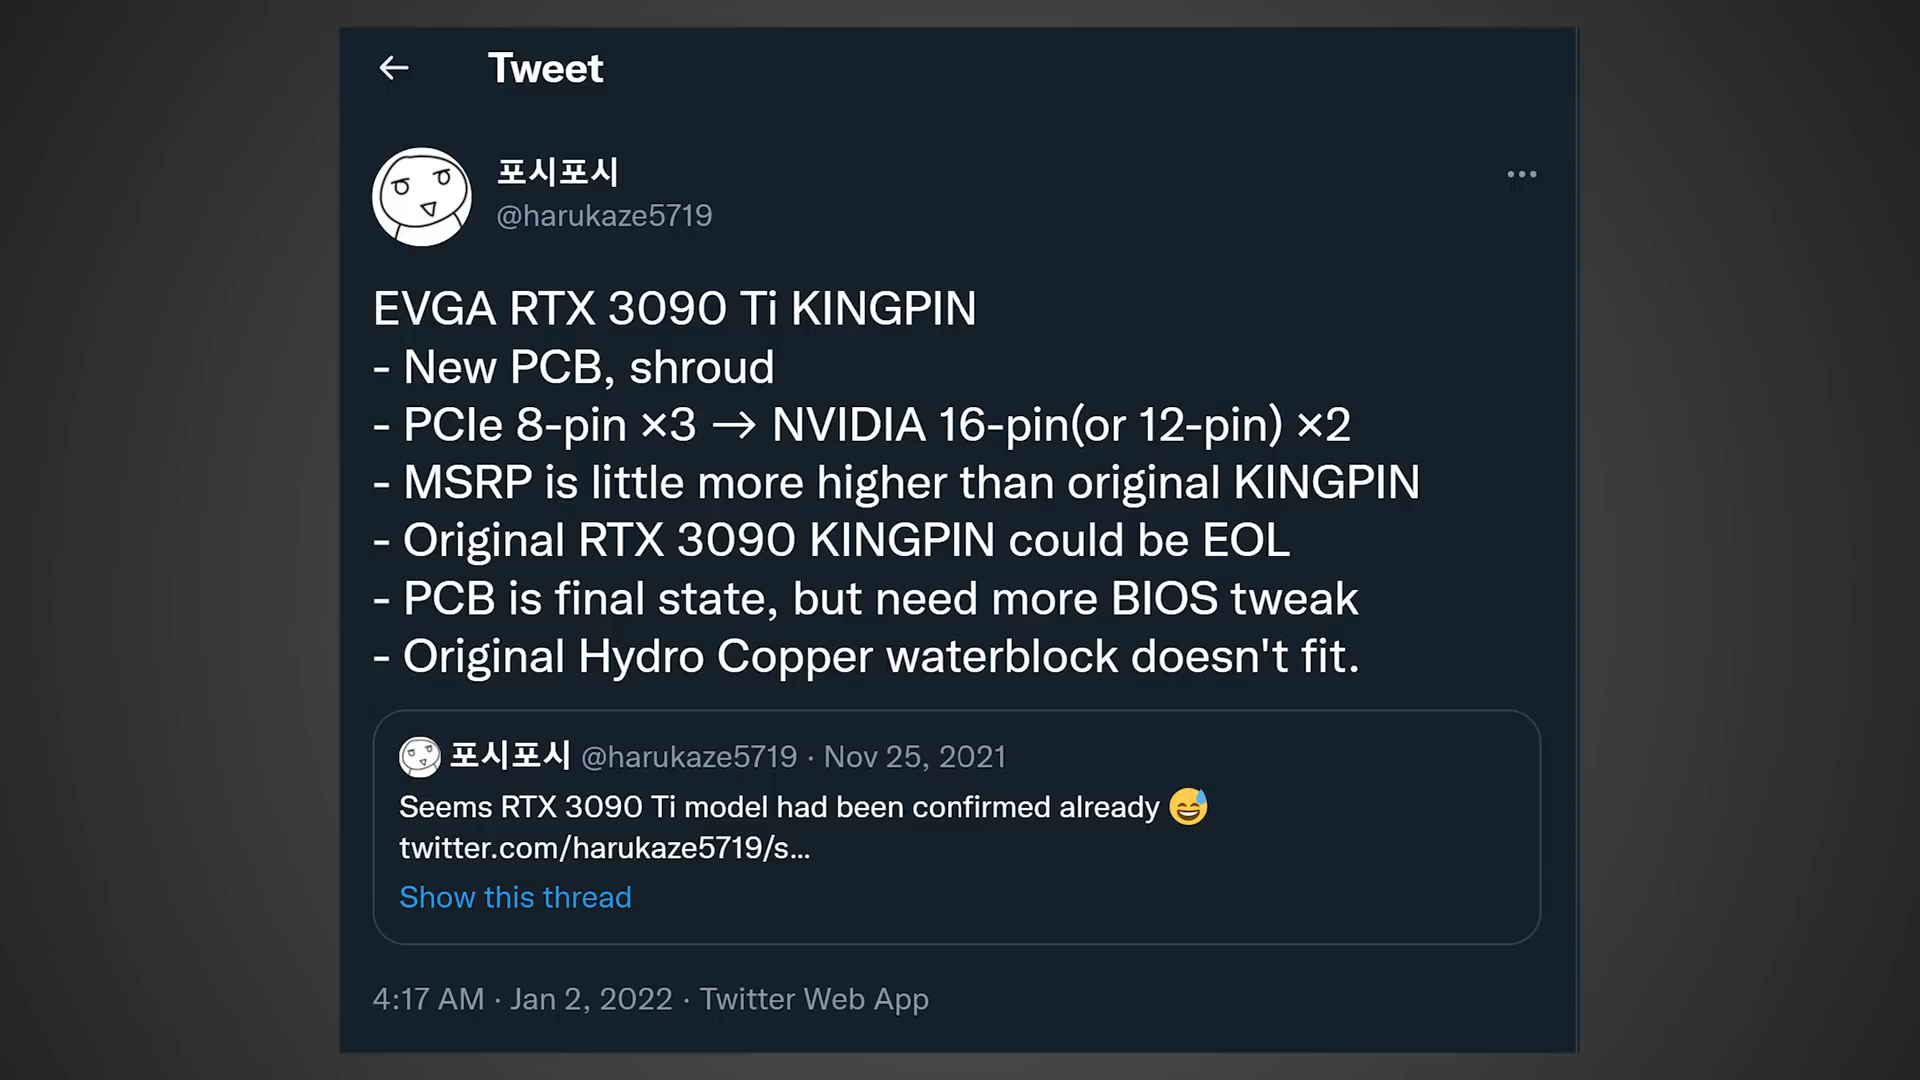 Tweet
포시포시
@harukaze5719
EVGA RTX 3090 Ti KINGPIN
- New PCB, shroud
- PCIe 8-pin ×3 → NVIDIA 16-pin(or 12-pin) ×2
- MSRP is little more higher than original KINGPIN
- Original RTX 3090 KINGPIN could be EOL
- PCB is final state, but need more BIOS tweak
- Original Hydro Copper waterblock doesn't fit.
포시포시 @harukaze5719 · Nov 25, 2021
Seems RTX 3090 Ti model had been confirmed already 😅
twitter.com/harukaze5719/s...
Show this thread
4:17 AM · Jan 2, 2022 · Twitter Web App